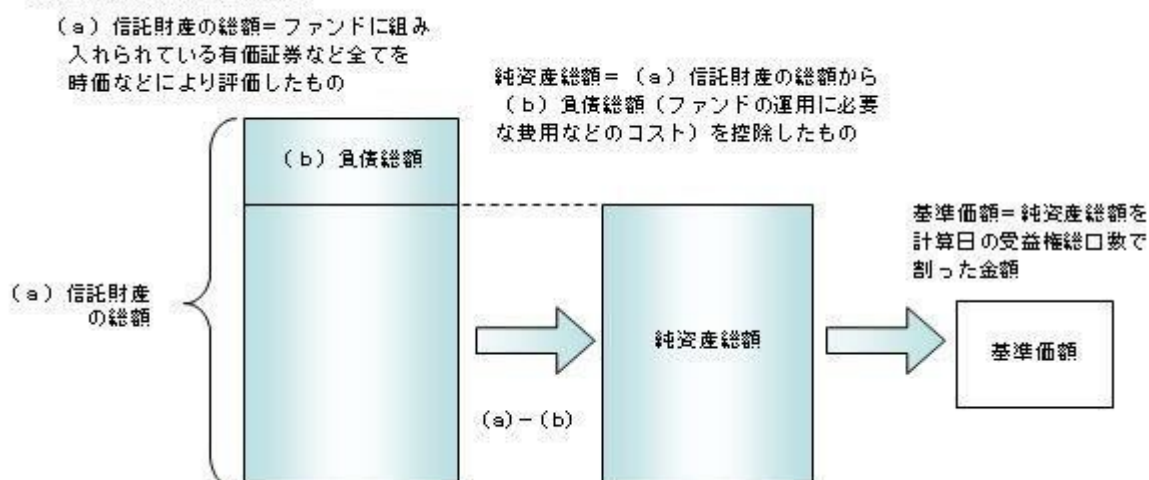 (a)信託財産の総額=ファンドに組み
入れられている有価証券など全てを
時価などにより評価したもの
純資産総額=(a)信託財産の総額から
(b)負債総額(ファンドの運用に必要
な費用などのコスト)を控除したもの
(b)負債総額
基準価額=純資産総額を
計算日の受益権総口数で
割った金額
(a)信託財産
の総額
純資産総額
基準価額
(a)-(b)